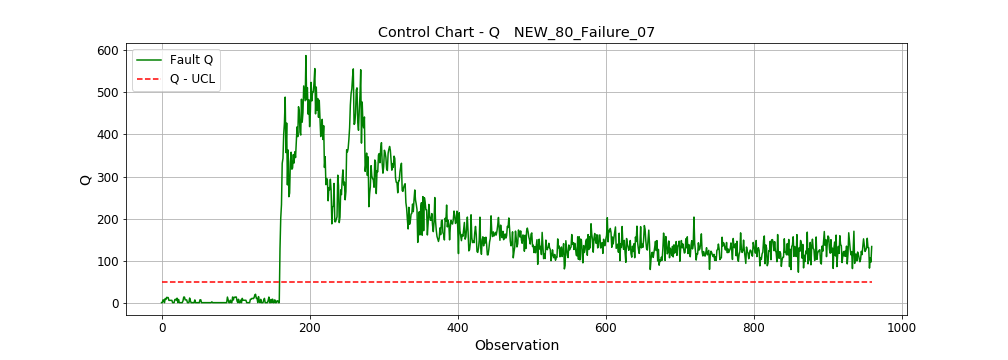 Control Chart - Q   NEW_80_Failure_07
Fault Q
Q - UCL
Q
600
500
400
300
200
100
0
0 200 400 600 800 1000
Observation